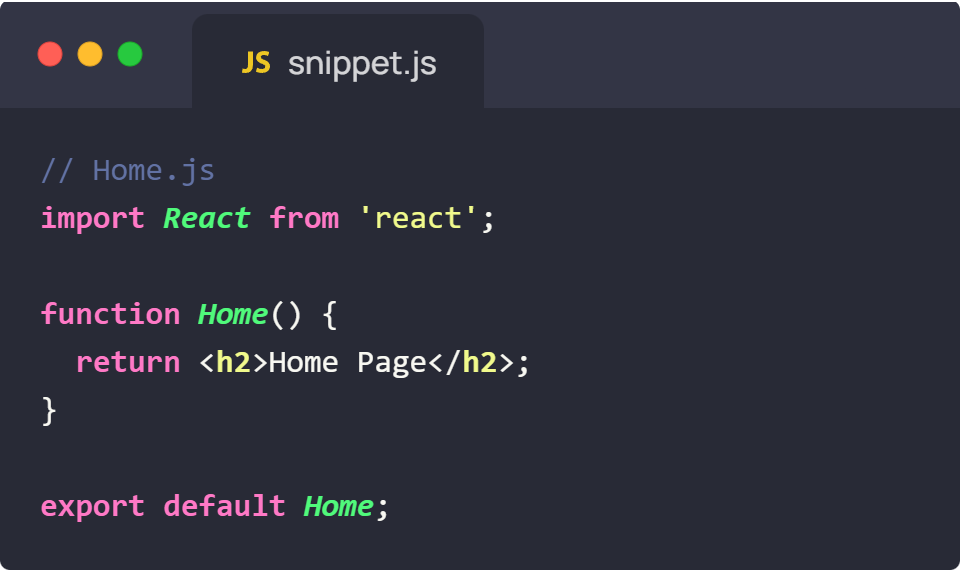 JS snippet.js
// Home.js
import React from 'react';

function Home() {
  return <h2>Home Page</h2>;
}

export default Home;